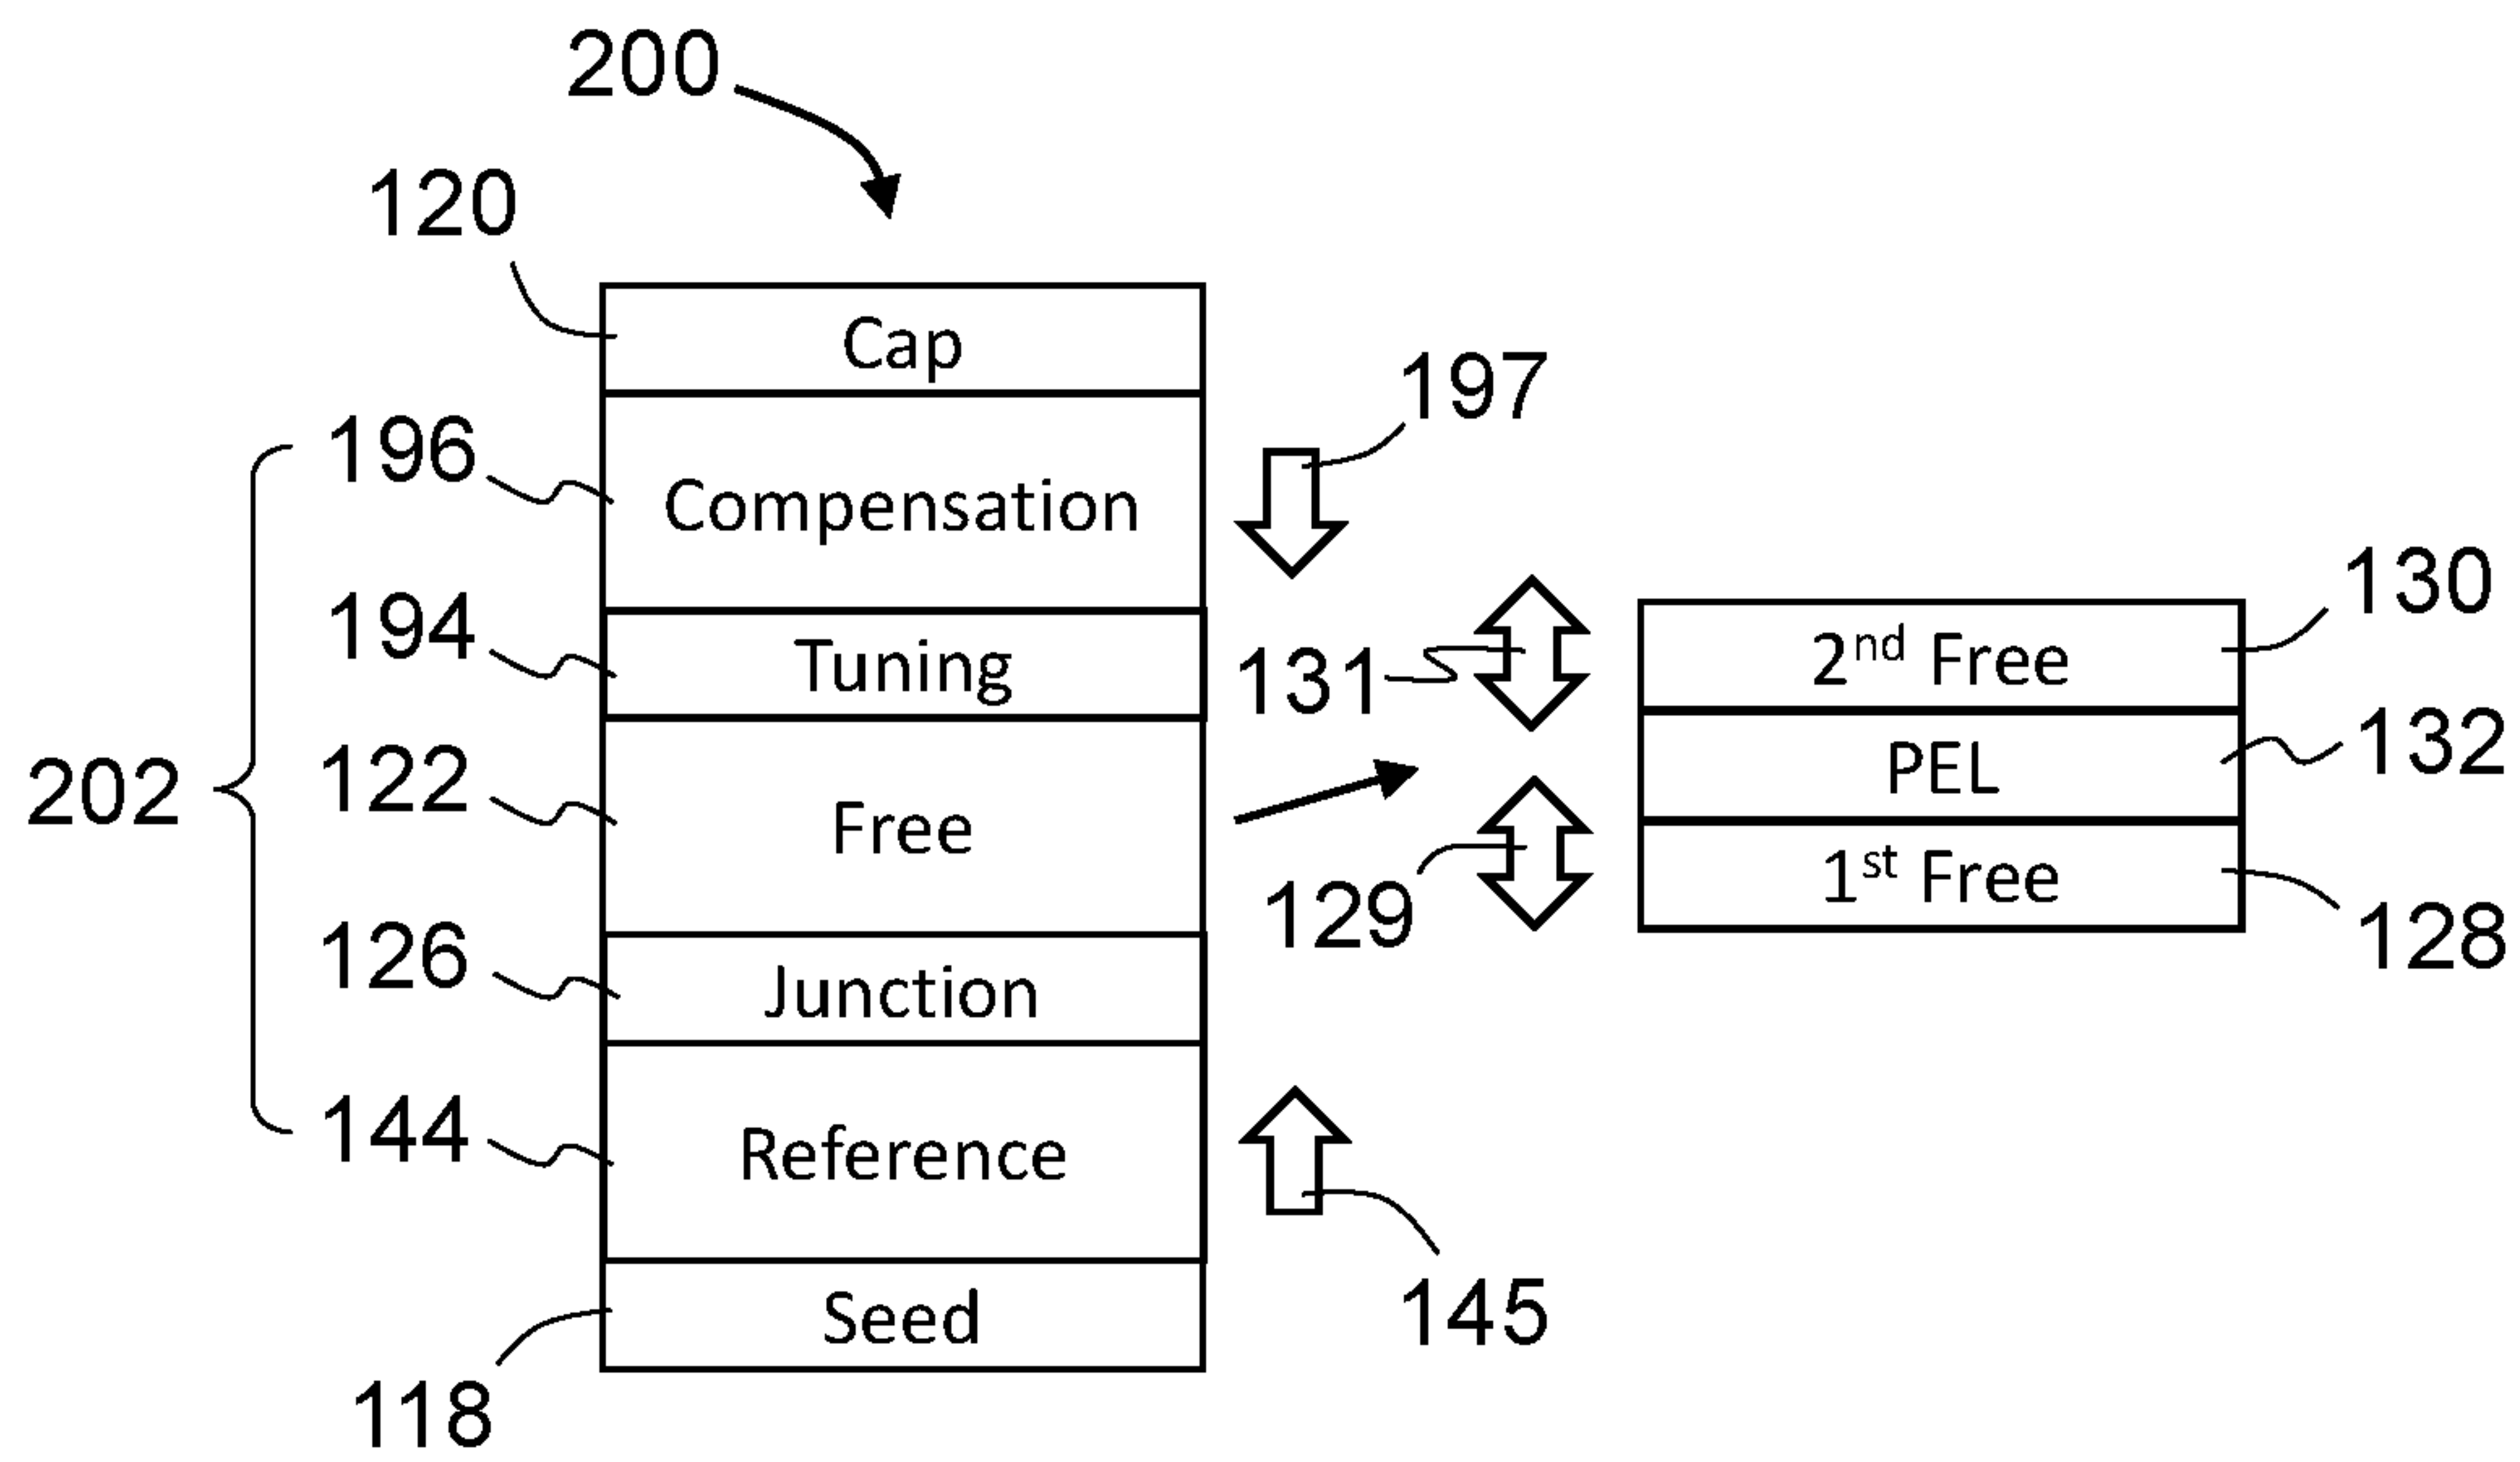 200
120
Cap
197
196
Compensation
130
194
Tuning
131
2nd Free
202
122
Free
PEL
132
129
1st Free
128
126
Junction
144
Reference
145
Seed
118